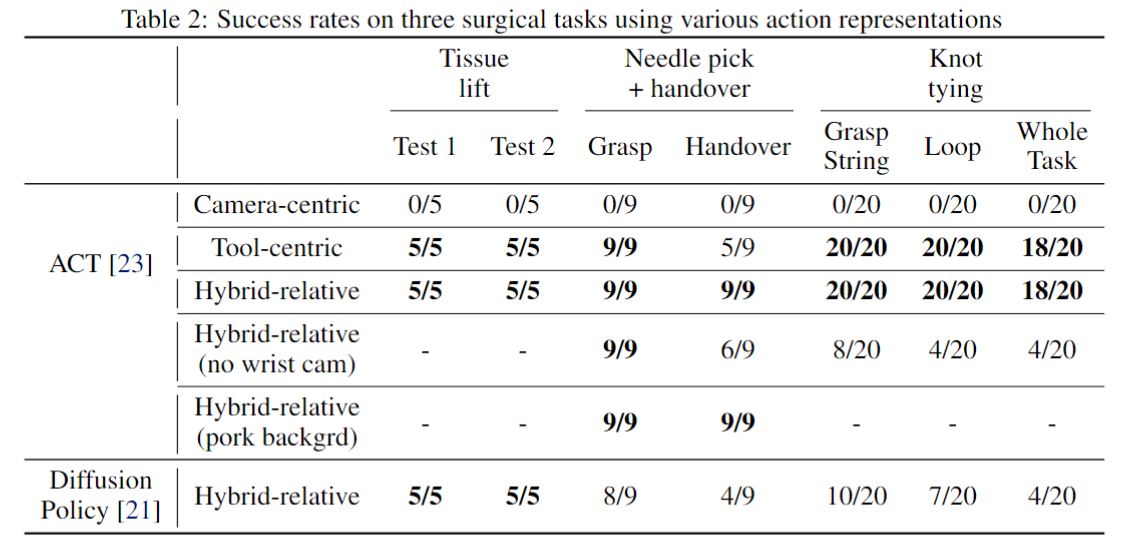 Table 2: Success rates on three surgical tasks using various action representations
Tissue lift Needle pick + handover Knot tying
Test 1 Test 2 Grasp Handover Grasp String Loop Whole Task
ACT [23]
Camera-centric 0/5 0/5 0/9 0/9 0/20 0/20 0/20
Tool-centric 5/5 5/5 9/9 5/9 20/20 20/20 18/20
Hybrid-relative 5/5 5/5 9/9 9/9 20/20 20/20 18/20
Hybrid-relative (no wrist cam) - - 9/9 6/9 8/20 4/20 4/20
Hybrid-relative (pork backgrd) - - 9/9 9/9 - - -
Diffusion Policy [21] Hybrid-relative 5/5 5/5 8/9 4/9 10/20 7/20 4/20